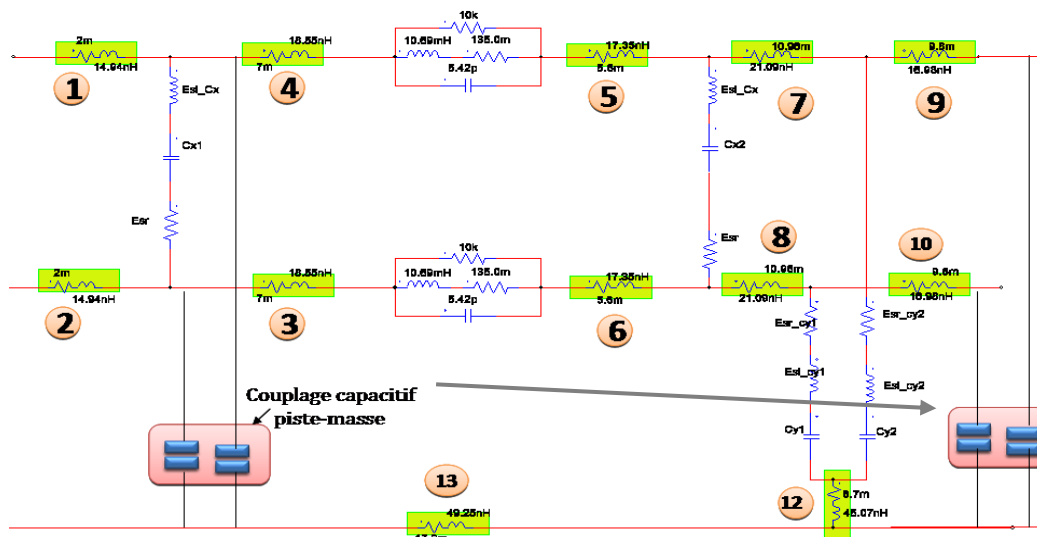 10k
2m
18.55nH
10.69mH
135.0m
17.35nH
10.96m
9.6m
14.94nH
7m
5.42p
5.6m
21.09nH
16.98nH
1
4
5
7
9
Esl_Cx
Esl_Cx
Cx1
Cx2
Esr
Esr
8
10
10k
2m
18.55nH
10.69mH
135.0m
17.35nH
10.96m
9.6m
14.94nH
7m
5.42p
5.6m
21.09nH
16.98nH
2
3
6
Esr_cy1
Esr_cy2
Esl_cy1
Esl_cy2
Couplage capacitif
piste-masse
Cy1
Cy2
13
12
6.7m
45.07nH
49.25nH